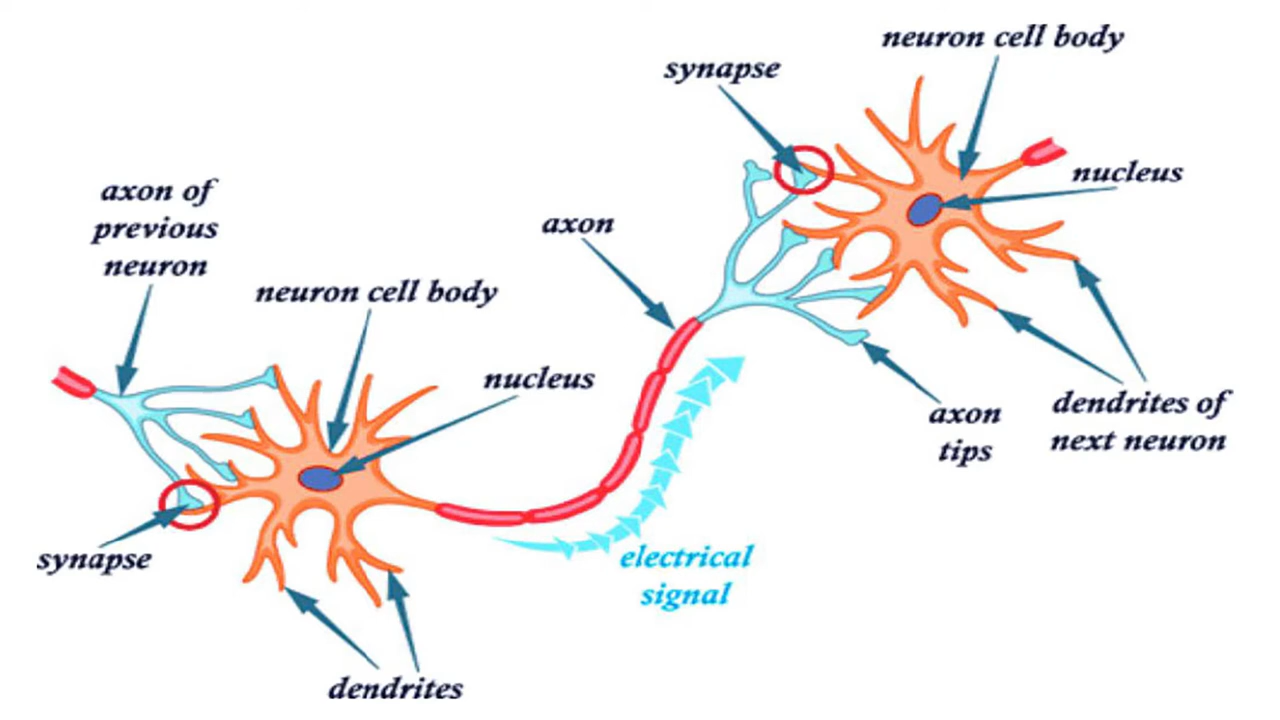 neuron cell body
synapse
nucleus
axon of
previous
neuron
axon
neuron cell body
nucleus
axon
tips
dendrites of
next neuron
synapse
electrical
signal
dendrites